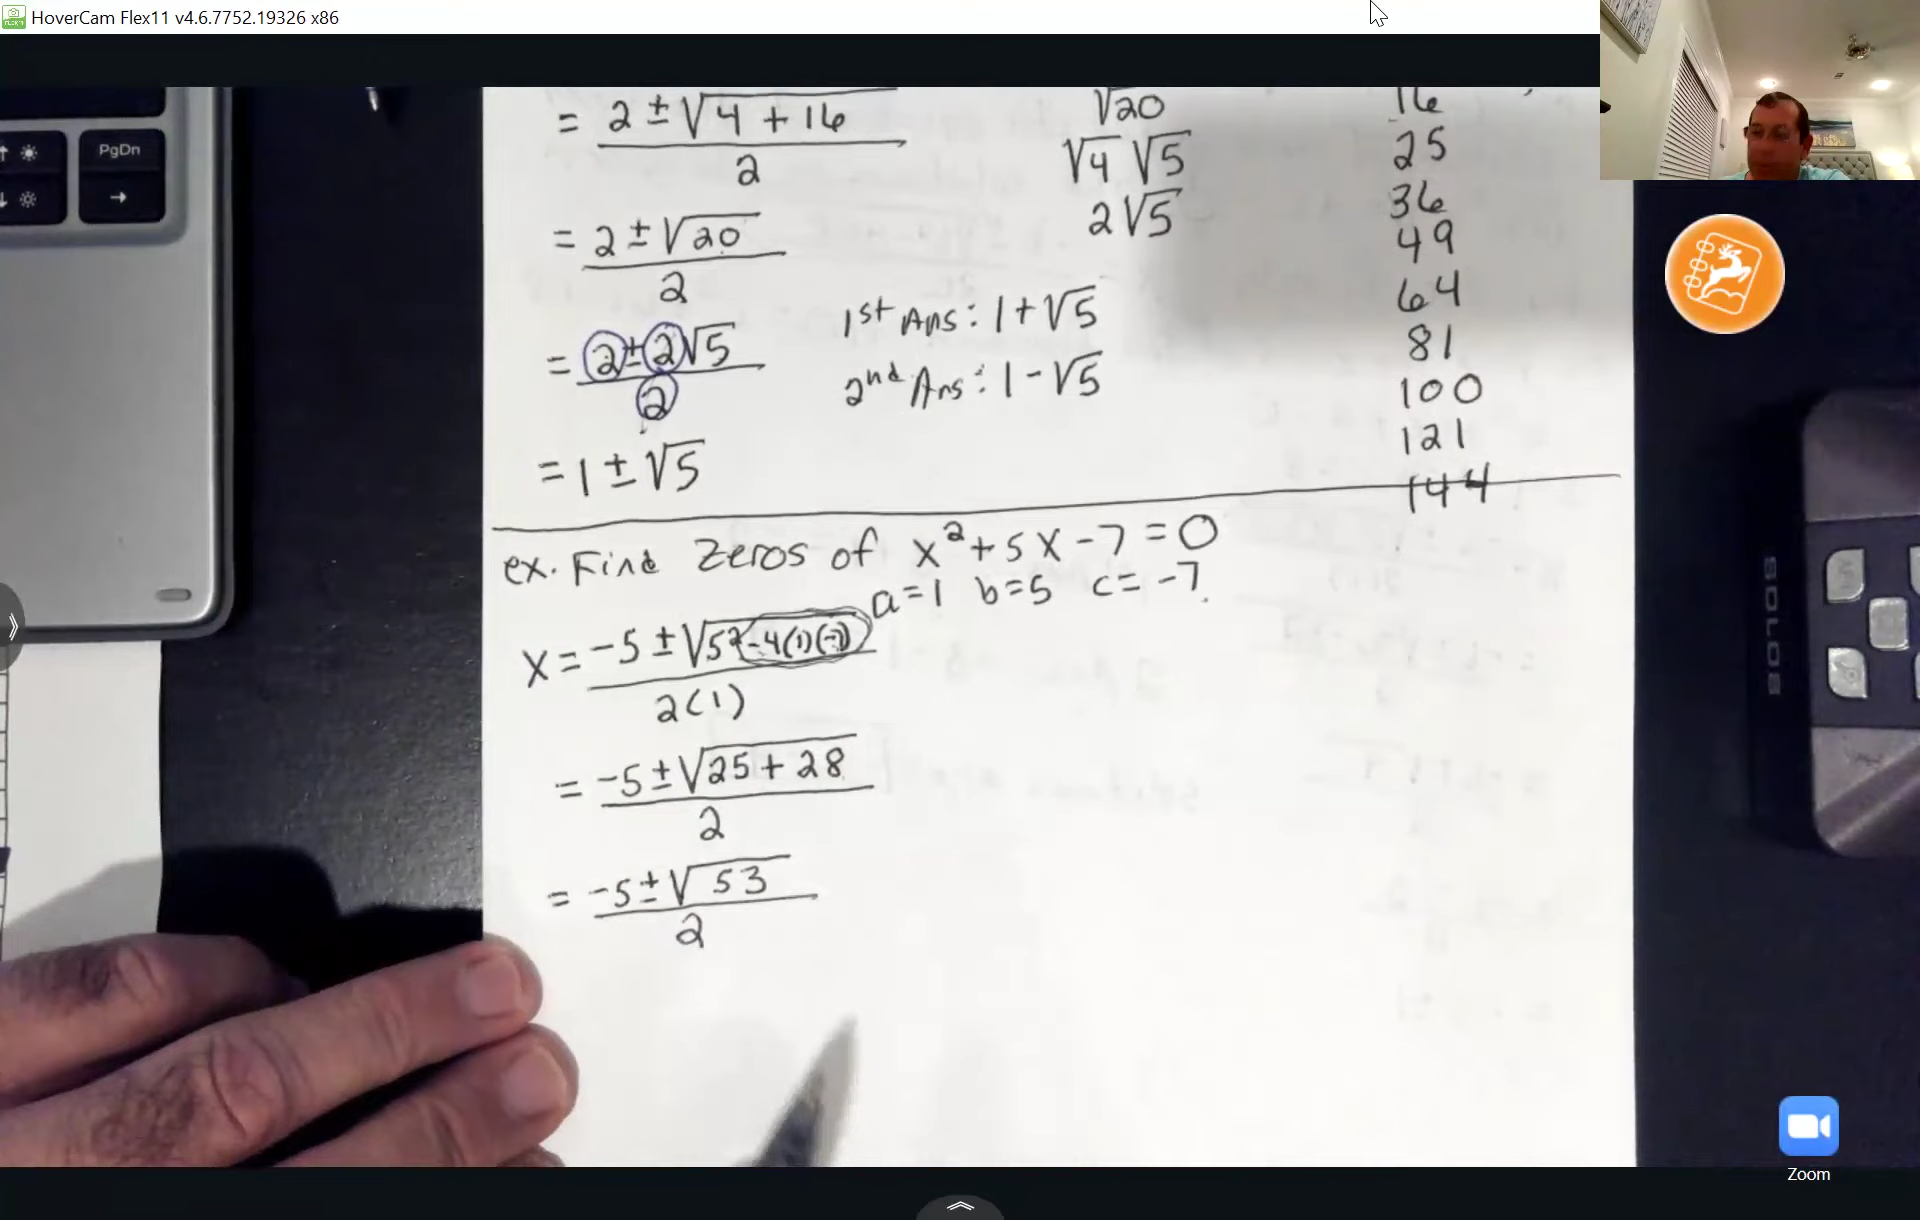 HoverCam Flex11 v4.6.7752.19326 x86
PgDn
= 2 ± √4 + 16
2
= 2 ± √20
2
= 2 ± 2√5
2
= 1 ± √5
√20
√4 √5
2√5
1st Ans: 1 + √5
2nd Ans: 1 - √5
16
25
36
49
64
81
100
121
144
ex. Find Zeros of x² + 5x - 7 = 0
a = 1 b = 5 c = -7
x = -5 ± √5² - 4(1)(-7)
2(1)
= -5 ± √25 + 28
2
= -5 ± √53
2
SOLOS
Zoom